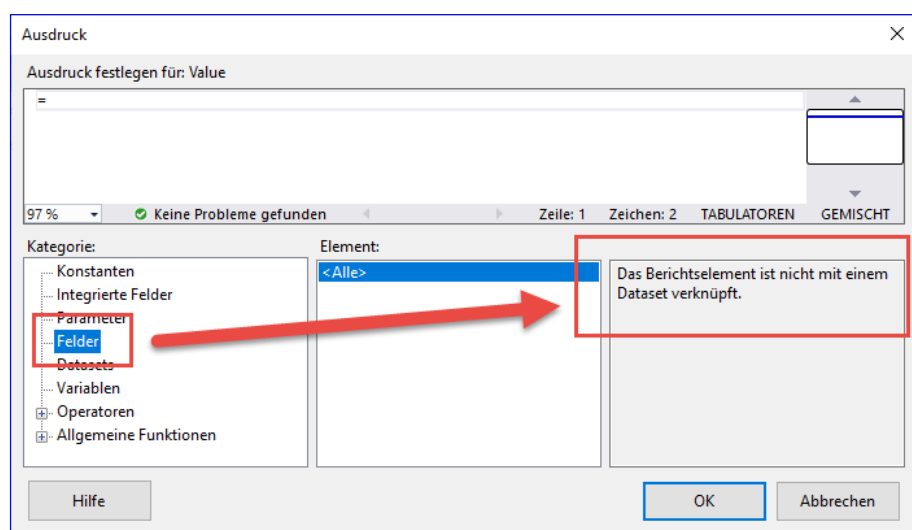 Ausdruck
Ausdruck festlegen für: Value
=
97 % Keine Probleme gefunden Zeile: 1 Zeichen: 2 TABULATOREN GEMISCHT
Kategorie:
Konstanten
Integrierte Felder
Parameter
Felder
Datasets
Variablen
Operatoren
Allgemeine Funktionen
Element:
<Alle>
Das Berichtselement ist nicht mit einem
Dataset verknüpft.
Hilfe OK Abbrechen